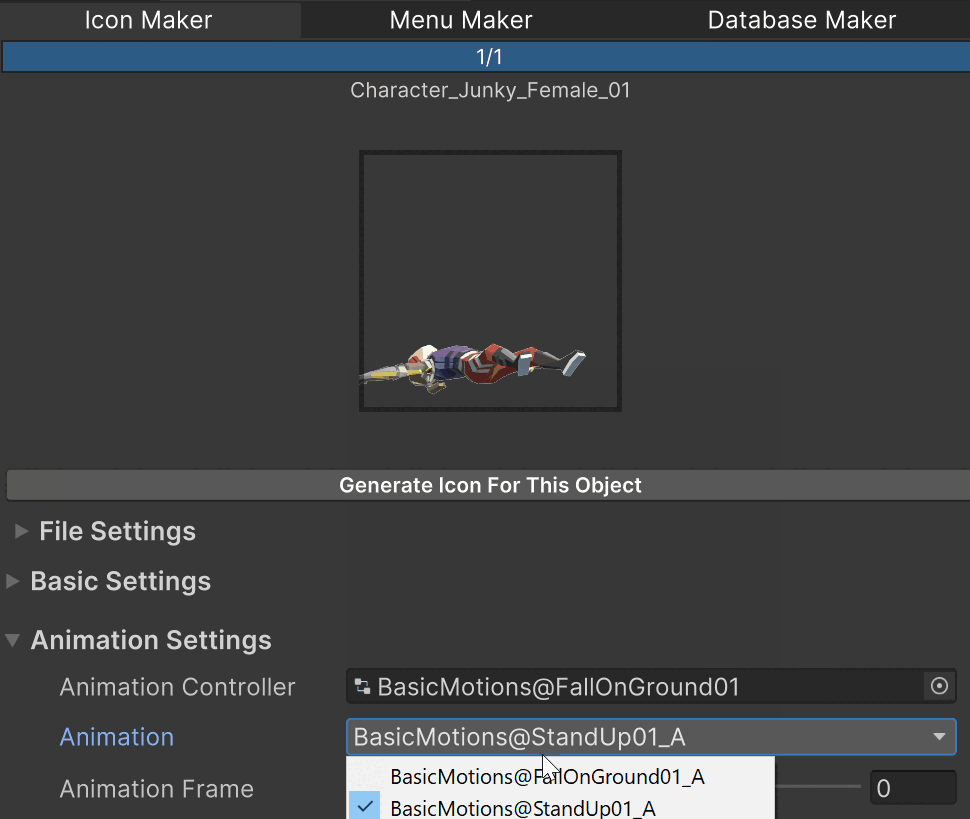 Icon Maker Menu Maker Database Maker
1/1
Character_Junky_Female_01
Generate Icon For This Object
File Settings
Basic Settings
Animation Settings
Animation Controller BasicMotions@FallOnGround01
Animation BasicMotions@StandUp01_A
BasicMotions@FallOnGround01_A
Animation Frame 0
BasicMotions@StandUp01_A